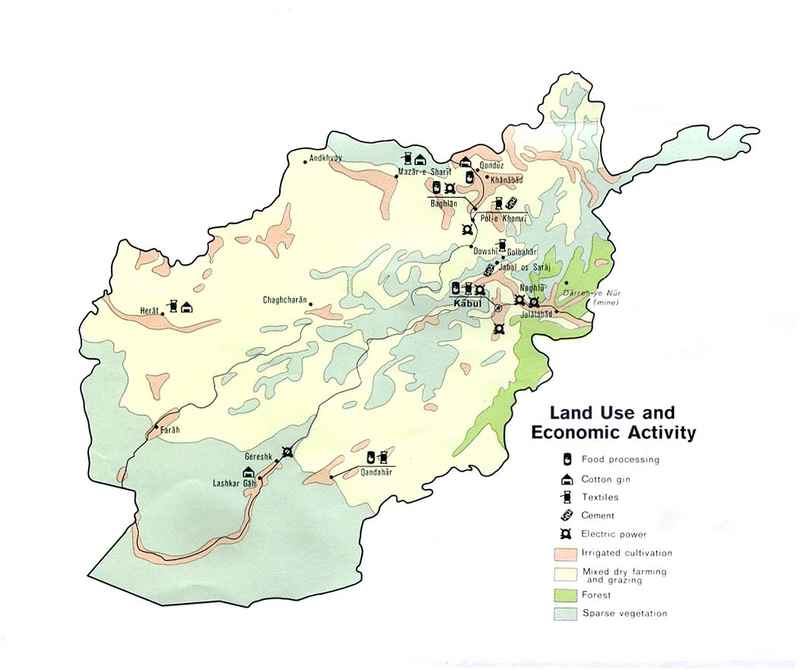 Andkhvoy
Mazār-e Sharīf
Qonduz
Khānābād
Baghlān
Pol-e Khomrī
Dowshī
Golbahār
Jabal os Sarāj
Darreh-ye Nūr
(mine)
Naghlū
Kābul
Jalālābād
Chaghcharān
Herāt
Farāh
Gereshk
Lashkar Gāh
Qandahār
Land Use and
Economic Activity
Food processing
Cotton gin
Textiles
Cement
Electric power
Irrigated cultivation
Mixed dry farming
and grazing
Forest
Sparse vegetation